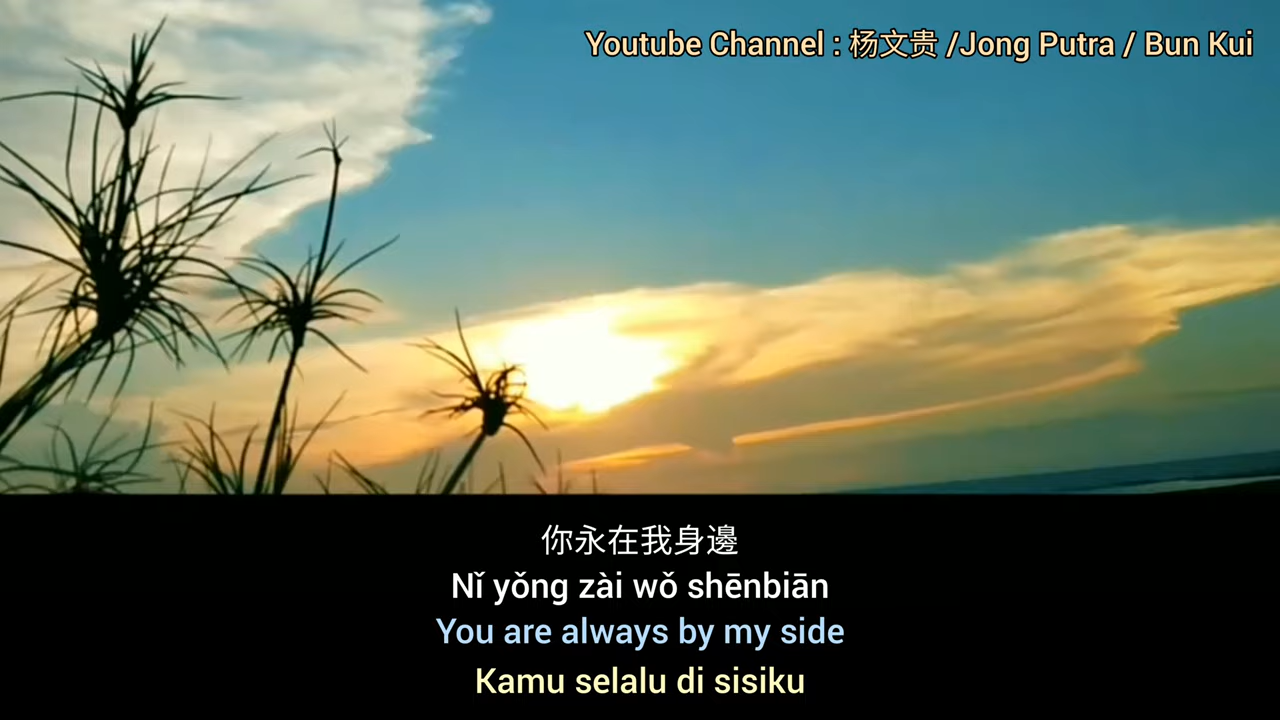 Youtube Channel : 杨文贵 /Jong Putra / Bun Kui
你永在我身邊
Nǐ yǒng zài wǒ shēnbiān
You are always by my side
Kamu selalu di sisiku